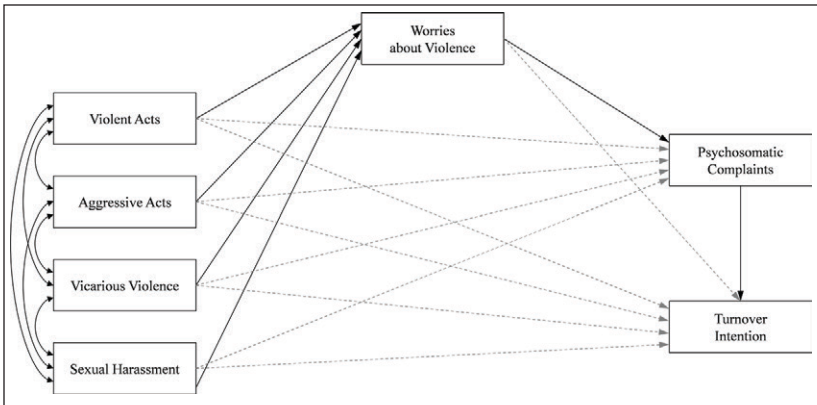 Worries
about Violence
Violent Acts
Psychosomatic
Complaints
Aggressive Acts
Vicarious Violence
Turnover
Intention
Sexual Harassment